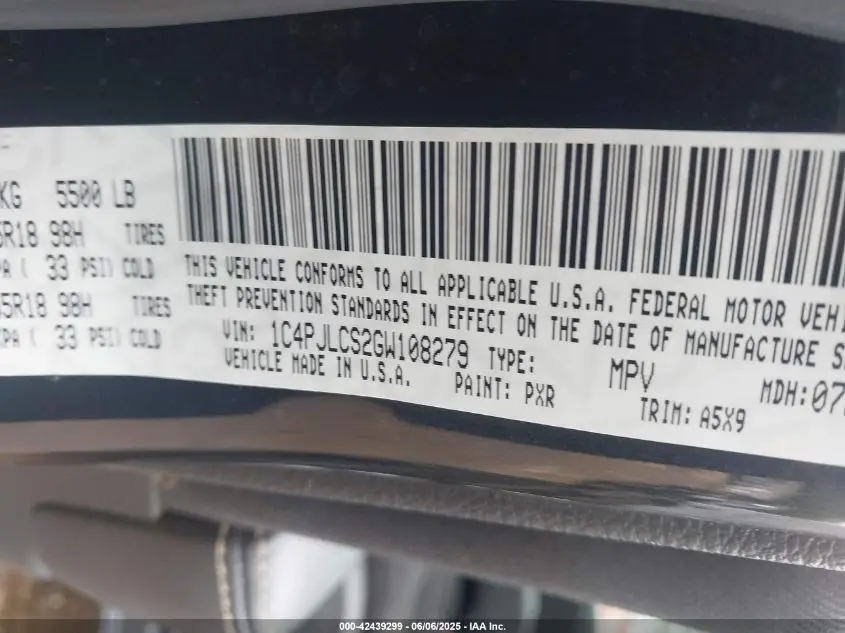 KG 5500 LB
5R18 98H TIRES
PA ( 33 PSI) COLD
5R18 98H TIRES
KPA ( 33 PSI) COLD
THIS VEHICLE CONFORMS TO ALL APPLICABLE U.S.A. FEDERAL MOTOR VEHI
THEFT PREVENTION STANDARDS IN EFFECT ON THE DATE OF MANUFACTURE S
VIN: 1C4PJLCS2GW108279 TYPE: MPV MDH:07
VEHICLE MADE IN U.S.A. PAINT: PXR TRIM: A5X9
000-42439299 - 06/06/2025 - IAA Inc.